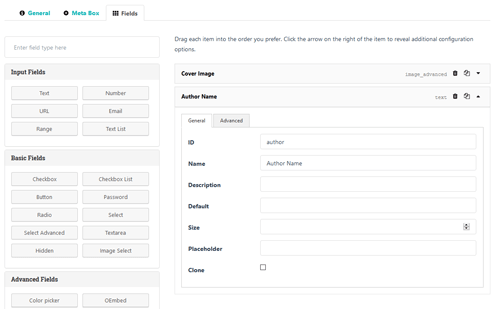 General Meta Box Fields
Enter field type here
Input Fields
Text Number
URL Email
Range Text List
Basic Fields
Checkbox Checkbox List
Button Password
Radio Select
Select Advanced Textarea
Hidden Image Select
Advanced Fields
Color picker OEmbed
Drag each item into the order you prefer. Click the arrow on the right of the item to reveal additional configuration
options.
Cover Image image_advanced
Author Name text
General Advanced
ID author
Name Author Name
Description
Default
Size
Placeholder
Clone